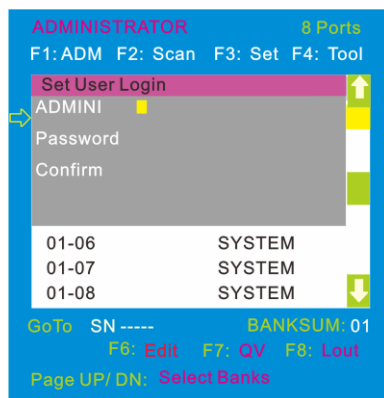 ADMINISTRATOR 8 Ports
F1: ADM F2: Scan F3: Set F4: Tool
Set User Login
ADMINI
Password
Confirm
01-06 SYSTEM
01-07 SYSTEM
01-08 SYSTEM
GoTo SN ----- BANKSUM: 01
F6: Edit F7: QV F8: Lout
Page UP/ DN: Select Banks